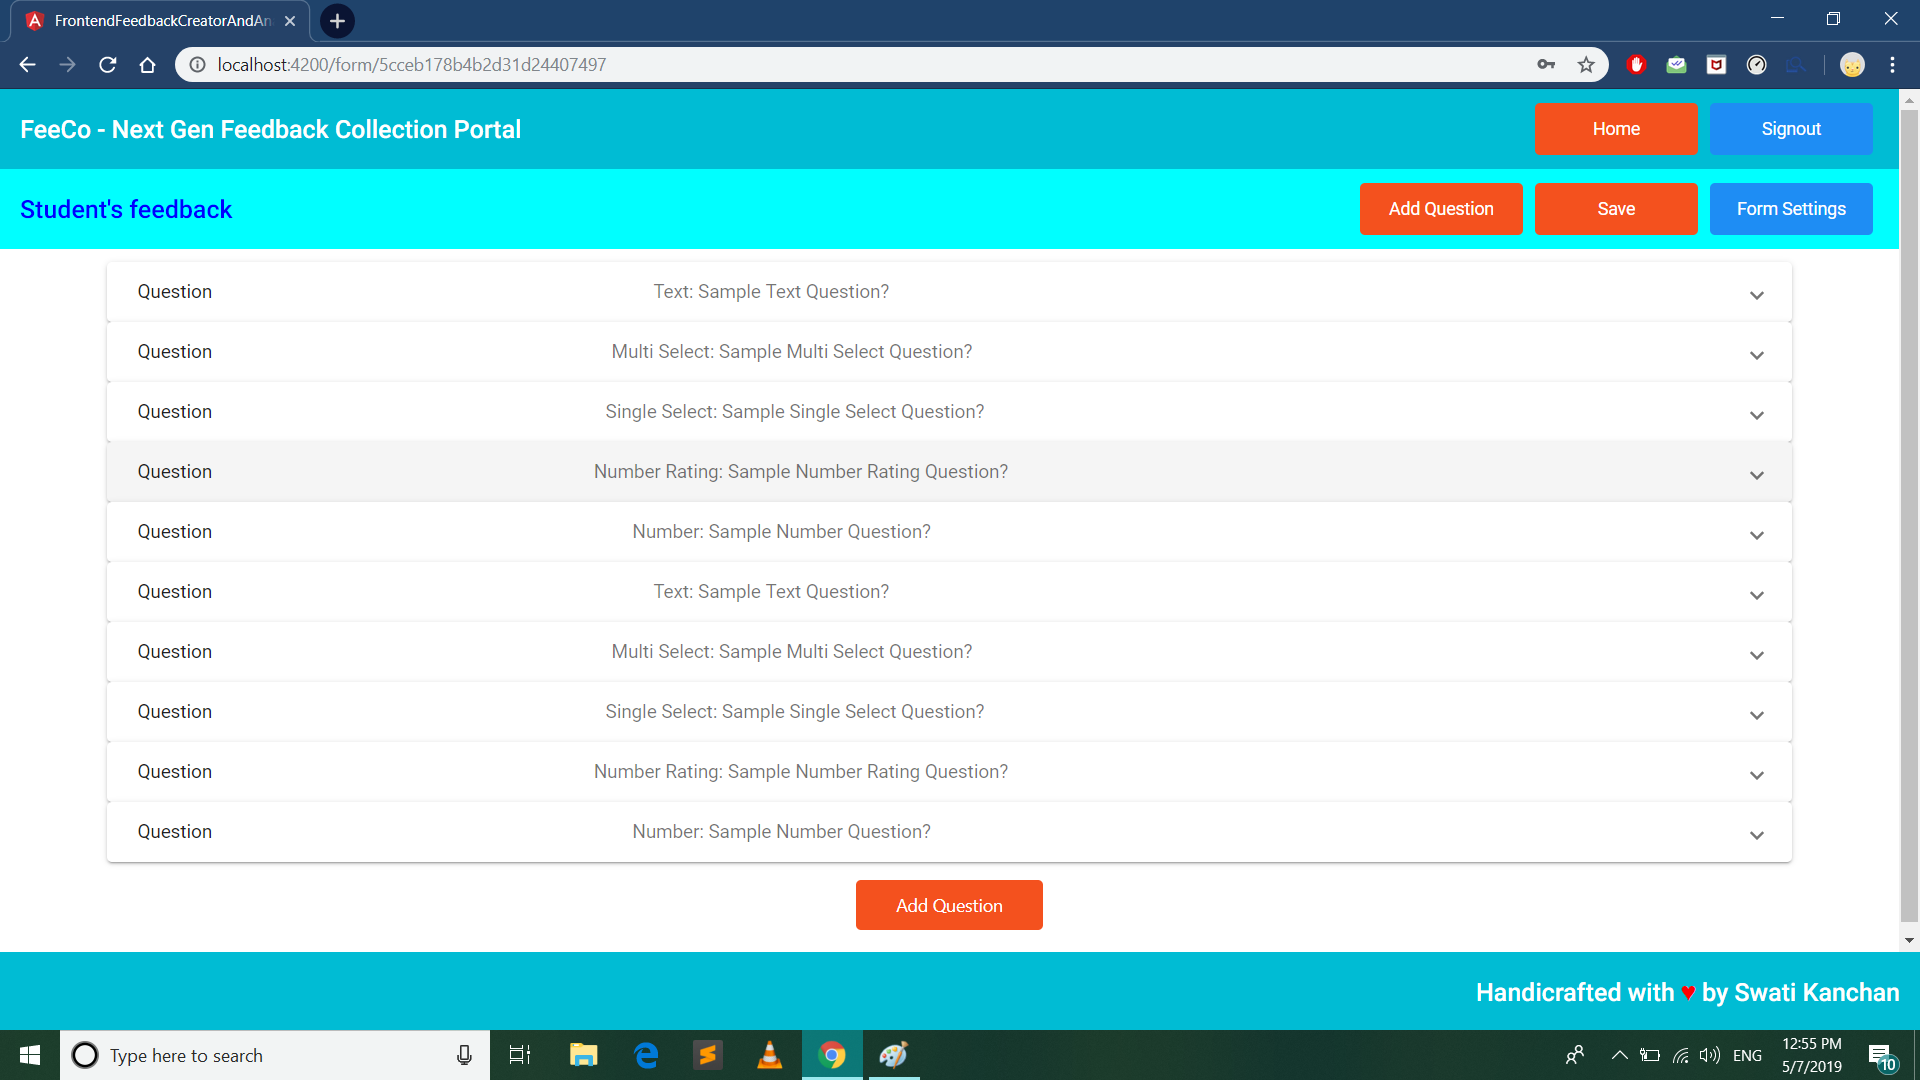 FrontendFeedbackCreatorAndAn
localhost:4200/form/5cceb178b4b2d31d24407497
FeeCo - Next Gen Feedback Collection Portal
Home
Signout
Student's feedback
Add Question
Save
Form Settings
Question Text: Sample Text Question?
Question Multi Select: Sample Multi Select Question?
Question Single Select: Sample Single Select Question?
Question Number Rating: Sample Number Rating Question?
Question Number: Sample Number Question?
Question Text: Sample Text Question?
Question Multi Select: Sample Multi Select Question?
Question Single Select: Sample Single Select Question?
Question Number Rating: Sample Number Rating Question?
Question Number: Sample Number Question?
Add Question
Handicrafted with ♥ by Swati Kanchan
Type here to search
ENG
12:55 PM
5/7/2019
10